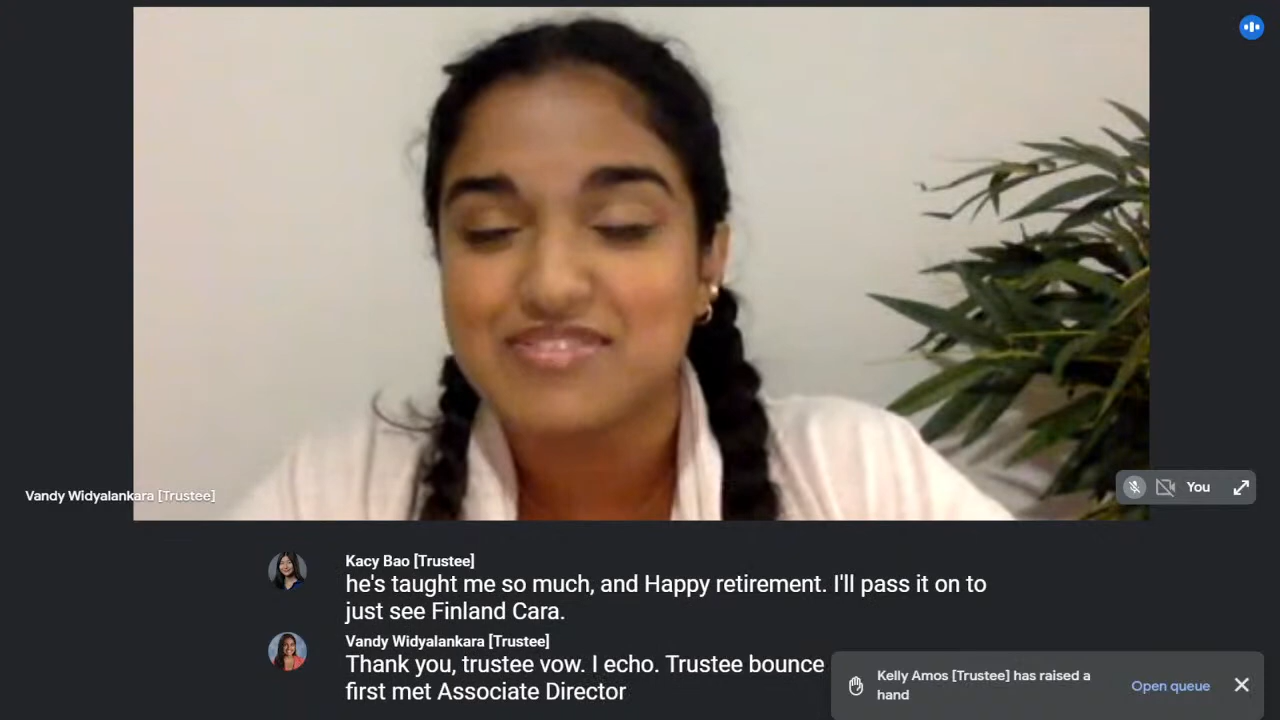 Vandy Widyalankara [Trustee]
You
Kacy Bao [Trustee]
he's taught me so much, and Happy retirement. I'll pass it on to
just see Finland Cara.
Vandy Widyalankara [Trustee]
Thank you, trustee vow. I echo. Trustee bounce
first met Associate Director
Kelly Amos [Trustee] has raised a
hand
Open queue